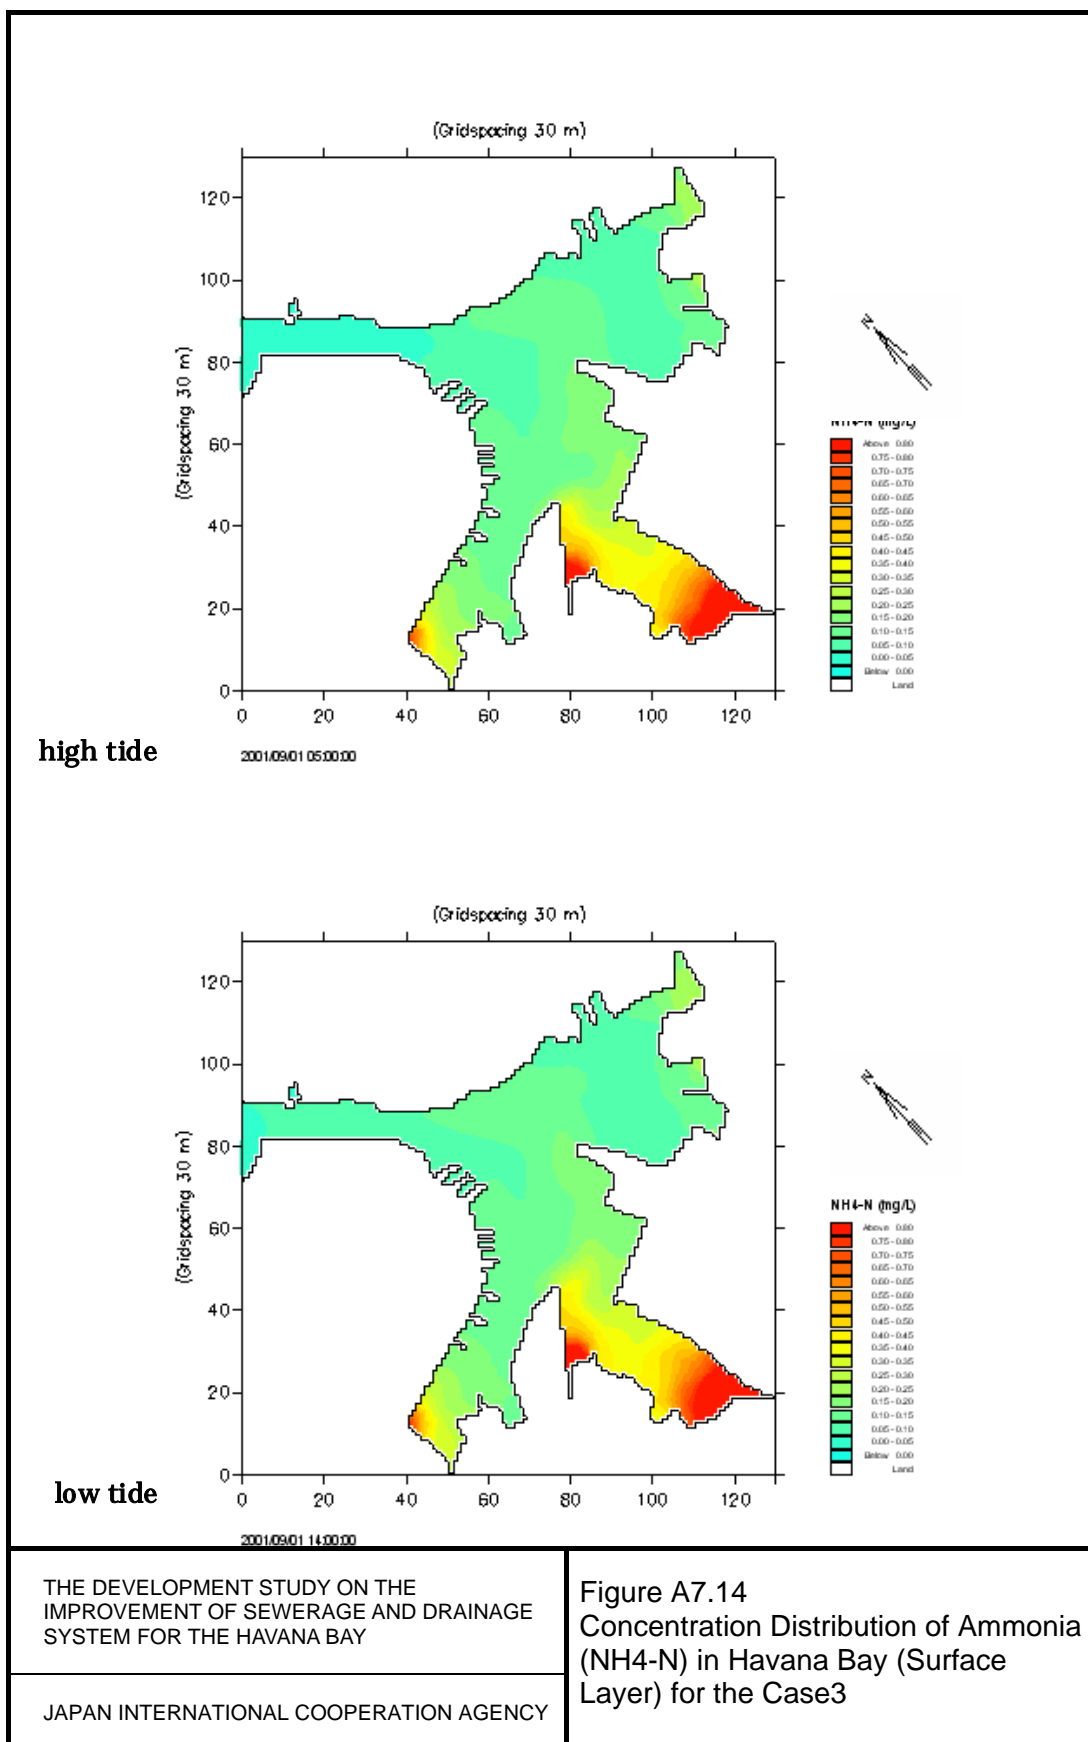 (Gridspacing 30 m)
120
100
80
60
40
20
0
(Gridspacing 30 m)
0 20 40 60 80 100 120
2001/09/01 05:00:00
high tide
N
NH4-N (mg/L)
Above 0.80
0.75 - 0.80
0.70 - 0.75
0.65 - 0.70
0.60 - 0.65
0.55 - 0.60
0.50 - 0.55
0.45 - 0.50
0.40 - 0.45
0.35 - 0.40
0.30 - 0.35
0.25 - 0.30
0.20 - 0.25
0.15 - 0.20
0.10 - 0.15
0.05 - 0.10
0.00 - 0.05
Below 0.00
Land
(Gridspacing 30 m)
120
100
80
60
40
20
0
(Gridspacing 30 m)
0 20 40 60 80 100 120
2001/09/01 14:00:00
low tide
N
NH4-N (mg/L)
Above 0.80
0.75 - 0.80
0.70 - 0.75
0.65 - 0.70
0.60 - 0.65
0.55 - 0.60
0.50 - 0.55
0.45 - 0.50
0.40 - 0.45
0.35 - 0.40
0.30 - 0.35
0.25 - 0.30
0.20 - 0.25
0.15 - 0.20
0.10 - 0.15
0.05 - 0.10
0.00 - 0.05
Below 0.00
Land
THE DEVELOPMENT STUDY ON THE
IMPROVEMENT OF SEWERAGE AND DRAINAGE
SYSTEM FOR THE HAVANA BAY
JAPAN INTERNATIONAL COOPERATION AGENCY
Figure A7.14
Concentration Distribution of Ammonia
(NH4-N) in Havana Bay (Surface
Layer) for the Case3